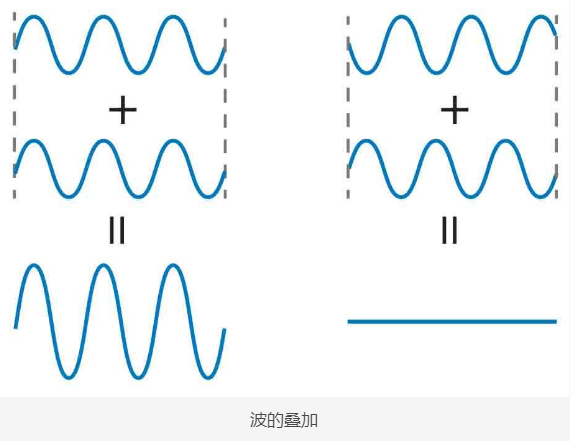 + +
= =
波的叠加